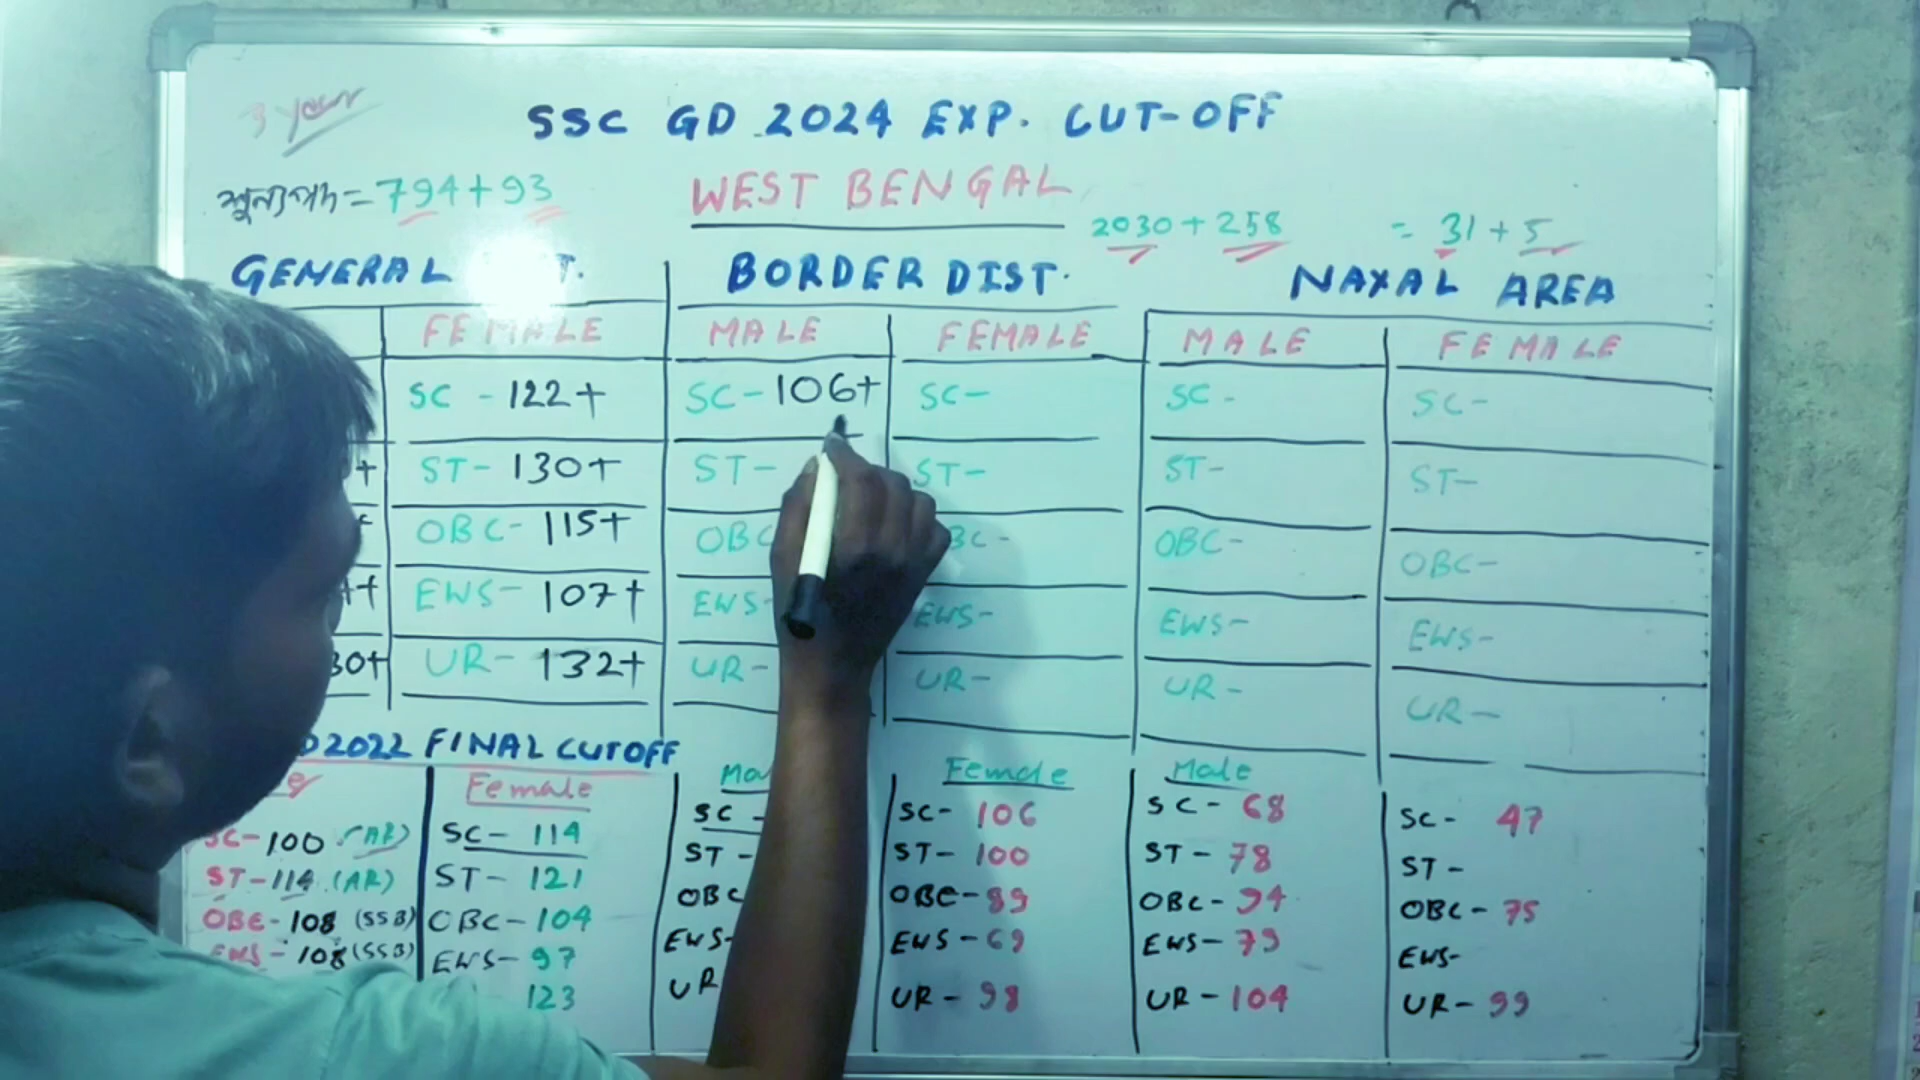 3 year
SSC GD 2024 EXP. CUT-OFF
শূন্যপদ = 794 + 93
WEST BENGAL
2030 + 258
= 31 + 5
GENERAL
BORDER DIST.
NAXAL AREA
FEMALE
MALE
FEMALE
MALE
FEMALE
SC - 122+
SC - 106+
SC -
SC -
SC -
ST - 130+
ST -
ST -
ST -
ST -
OBC - 115+
OBC
OBC -
OBC -
EWS - 107+
EWS -
EWS -
EWS -
EWS -
30+
UR - 132+
UR -
UR -
UR -
UR -
2022 FINAL CUTOFF
Female
Female
Male
SC - 100 (AR)
SC - 114
SC -
SC - 106
SC - 68
SC - 47
ST - 114 (AR)
ST - 121
ST -
ST - 100
ST - 78
ST -
OBC - 108 (SSB)
OBC - 104
OBC
OBC - 89
OBC - 94
OBC - 75
EWS - 108 (SSB)
EWS - 97
EWS -
EWS - 69
EWS - 79
EWS -
123
UR
UR - 98
UR - 104
UR - 99